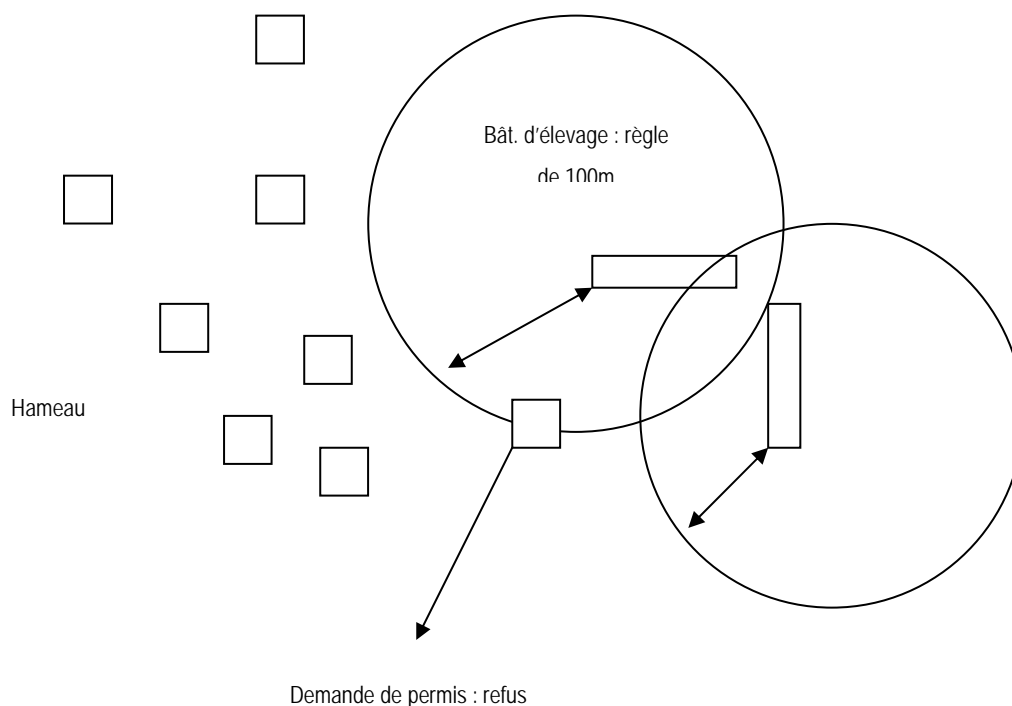 Bât. d'élevage : règle
de 100m
Hameau
Demande de permis : refus